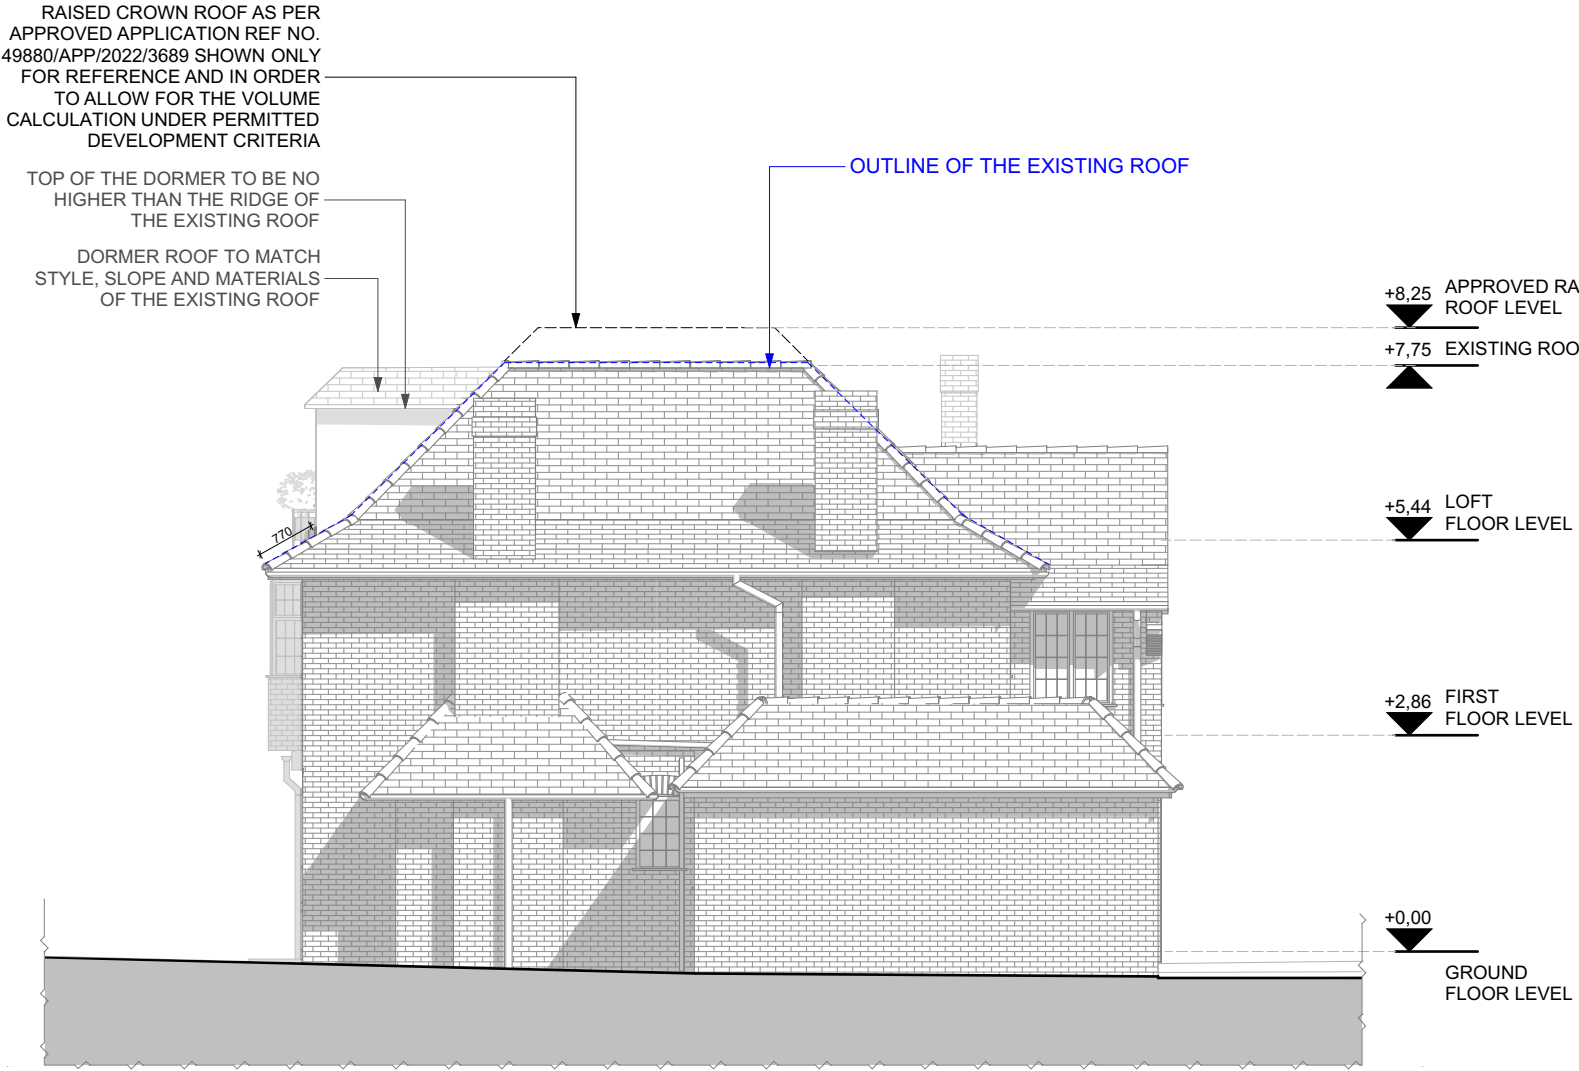 RAISED CROWN ROOF AS PER
APPROVED APPLICATION REF NO.
49880/APP/2022/3689 SHOWN ONLY
FOR REFERENCE AND IN ORDER
TO ALLOW FOR THE VOLUME
CALCULATION UNDER PERMITTED
DEVELOPMENT CRITERIA
TOP OF THE DORMER TO BE NO
HIGHER THAN THE RIDGE OF
THE EXISTING ROOF
DORMER ROOF TO MATCH
STYLE, SLOPE AND MATERIALS
OF THE EXISTING ROOF
OUTLINE OF THE EXISTING ROOF
770
+8,25 APPROVED RA
ROOF LEVEL
+7,75 EXISTING ROO
+5,44 LOFT
FLOOR LEVEL
+2,86 FIRST
FLOOR LEVEL
+0,00
GROUND
FLOOR LEVEL